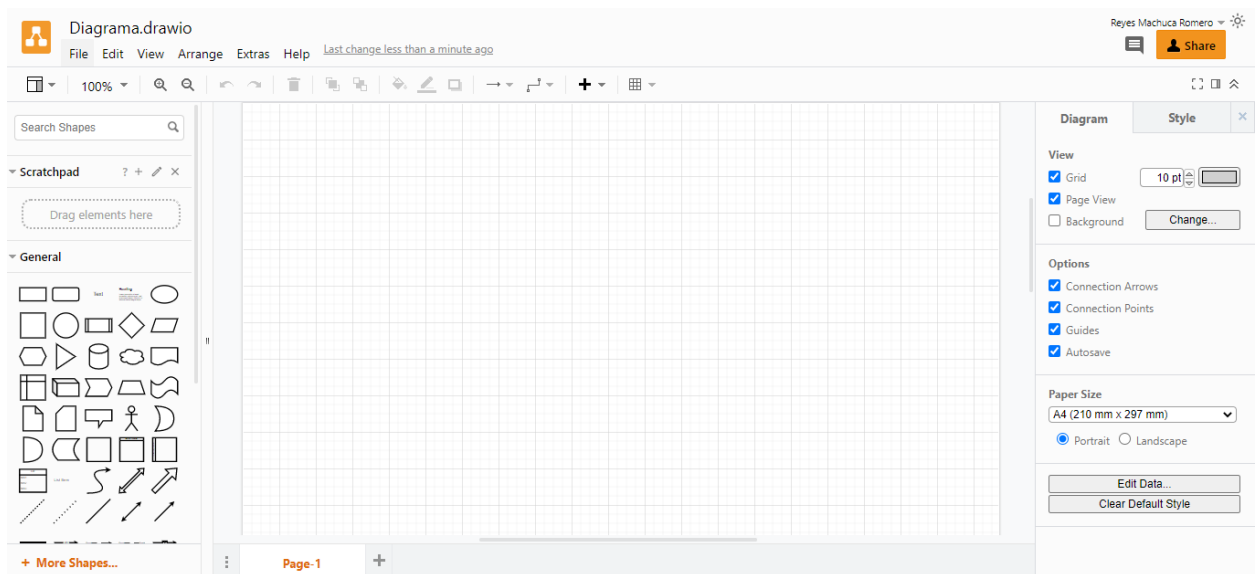 Diagrama.drawio
Reyes Machuca Romero
File Edit View Arrange Extras Help Last change less than a minute ago
Share
100%
Search Shapes
Scratchpad ? + ×
Drag elements here
General
Text
Heading
+ More Shapes...
Page-1 +
Diagram Style ×
View
Grid 10 pt
Page View
Background Change...
Options
Connection Arrows
Connection Points
Guides
Autosave
Paper Size
A4 (210 mm x 297 mm)
Portrait Landscape
Edit Data...
Clear Default Style